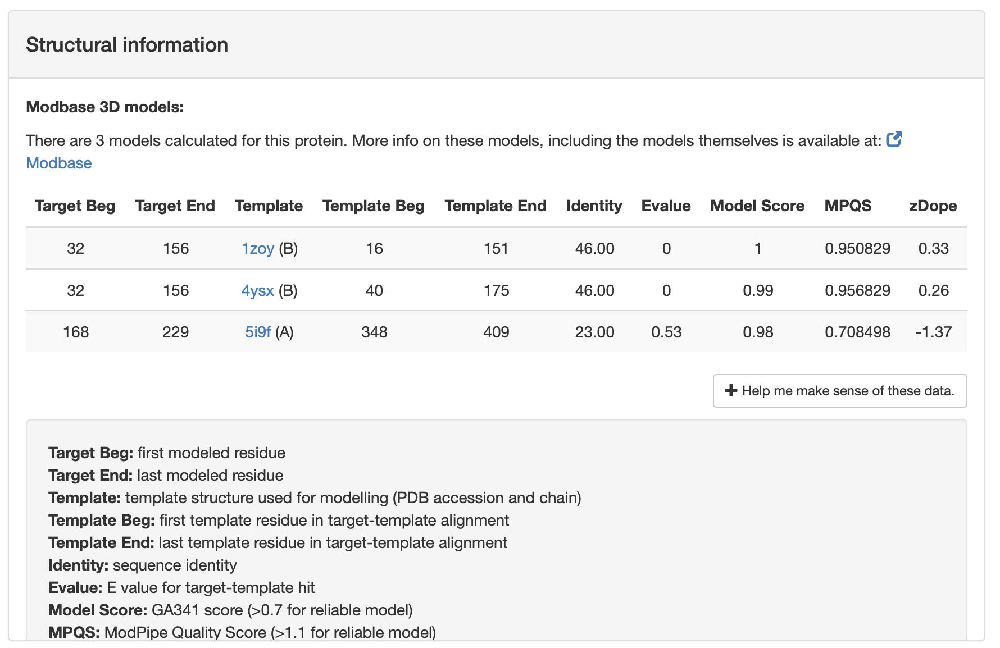 Structural information
Modbase 3D models:
There are 3 models calculated for this protein. More info on these models, including the models themselves is available at:
Modbase
Target Beg Target End Template Template Beg Template End Identity Evalue Model Score MPQS zDope
32 156 1zoy (B) 16 151 46.00 0 1 0.950829 0.33
32 156 4ysx (B) 40 175 46.00 0 0.99 0.956829 0.26
168 229 5i9f (A) 348 409 23.00 0.53 0.98 0.708498 -1.37
Help me make sense of these data.
Target Beg: first modeled residue
Target End: last modeled residue
Template: template structure used for modelling (PDB accession and chain)
Template Beg: first template residue in target-template alignment
Template End: last template residue in target-template alignment
Identity: sequence identity
Evalue: E value for target-template hit
Model Score: GA341 score (>0.7 for reliable model)
MPQS: ModPipe Quality Score (>1.1 for reliable model)